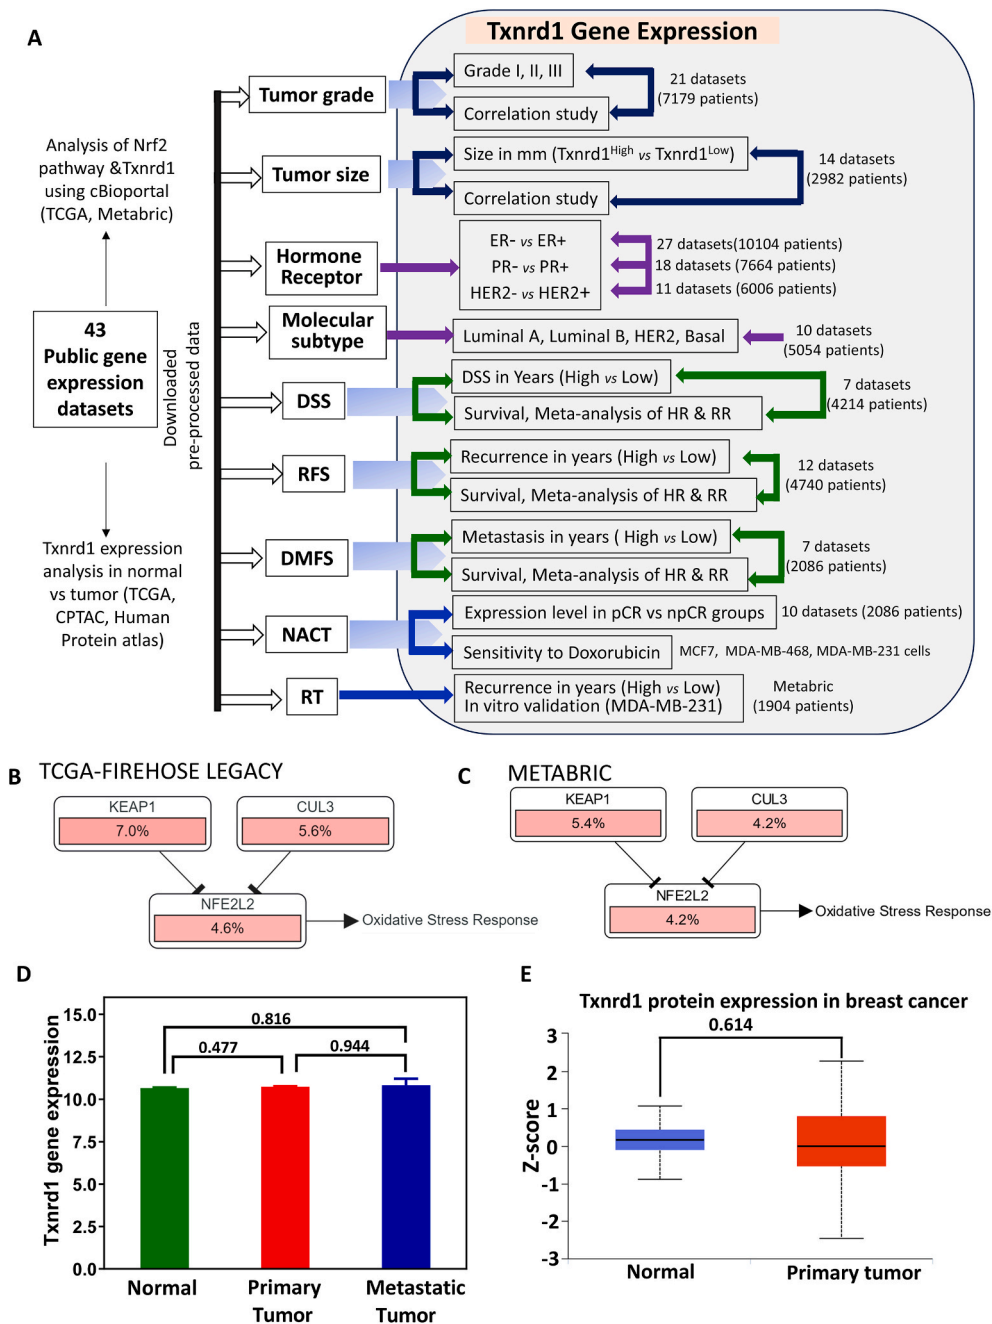 A
Txnrd1 Gene Expression
Analysis of Nrf2
pathway &Txnrd1
using cBioportal
(TCGA, Metabric)
43
Public gene
expression
datasets
Downloaded
pre-processed data
Txnrd1 expression
analysis in normal
vs tumor (TCGA,
CPTAC, Human
Protein atlas)
Tumor grade
Grade I, II, III
Correlation study
21 datasets
(7179 patients)
Tumor size
Size in mm (Txnrd1High vs Txnrd1Low)
Correlation study
14 datasets
(2982 patients)
Hormone
Receptor
ER- vs ER+
PR- vs PR+
HER2- vs HER2+
27 datasets(10104 patients)
18 datasets (7664 patients)
11 datasets (6006 patients)
Molecular
subtype
Luminal A, Luminal B, HER2, Basal
10 datasets
(5054 patients)
DSS
DSS in Years (High vs Low)
Survival, Meta-analysis of HR & RR
7 datasets
(4214 patients)
RFS
Recurrence in years (High vs Low)
Survival, Meta-analysis of HR & RR
12 datasets
(4740 patients)
DMFS
Metastasis in years ( High vs Low)
Survival, Meta-analysis of HR & RR
7 datasets
(2086 patients)
NACT
Expression level in pCR vs npCR groups
10 datasets (2086 patients)
Sensitivity to Doxorubicin
MCF7, MDA-MB-468, MDA-MB-231 cells
RT
Recurrence in years (High vs Low)
In vitro validation (MDA-MB-231)
Metabric
(1904 patients)
B
TCGA-FIREHOSE LEGACY
KEAP1
7.0%
CUL3
5.6%
NFE2L2
4.6%
Oxidative Stress Response
C
METABRIC
KEAP1
5.4%
CUL3
4.2%
NFE2L2
4.2%
Oxidative Stress Response
D
Txnrd1 gene expression
15.0
12.5
10.0
7.5
5.0
2.5
0.0
0.816
0.477
0.944
Normal
Primary
Tumor
Metastatic
Tumor
E
Txnrd1 protein expression in breast cancer
0.614
Z-score
3
2
1
0
-1
-2
-3
Normal
Primary tumor